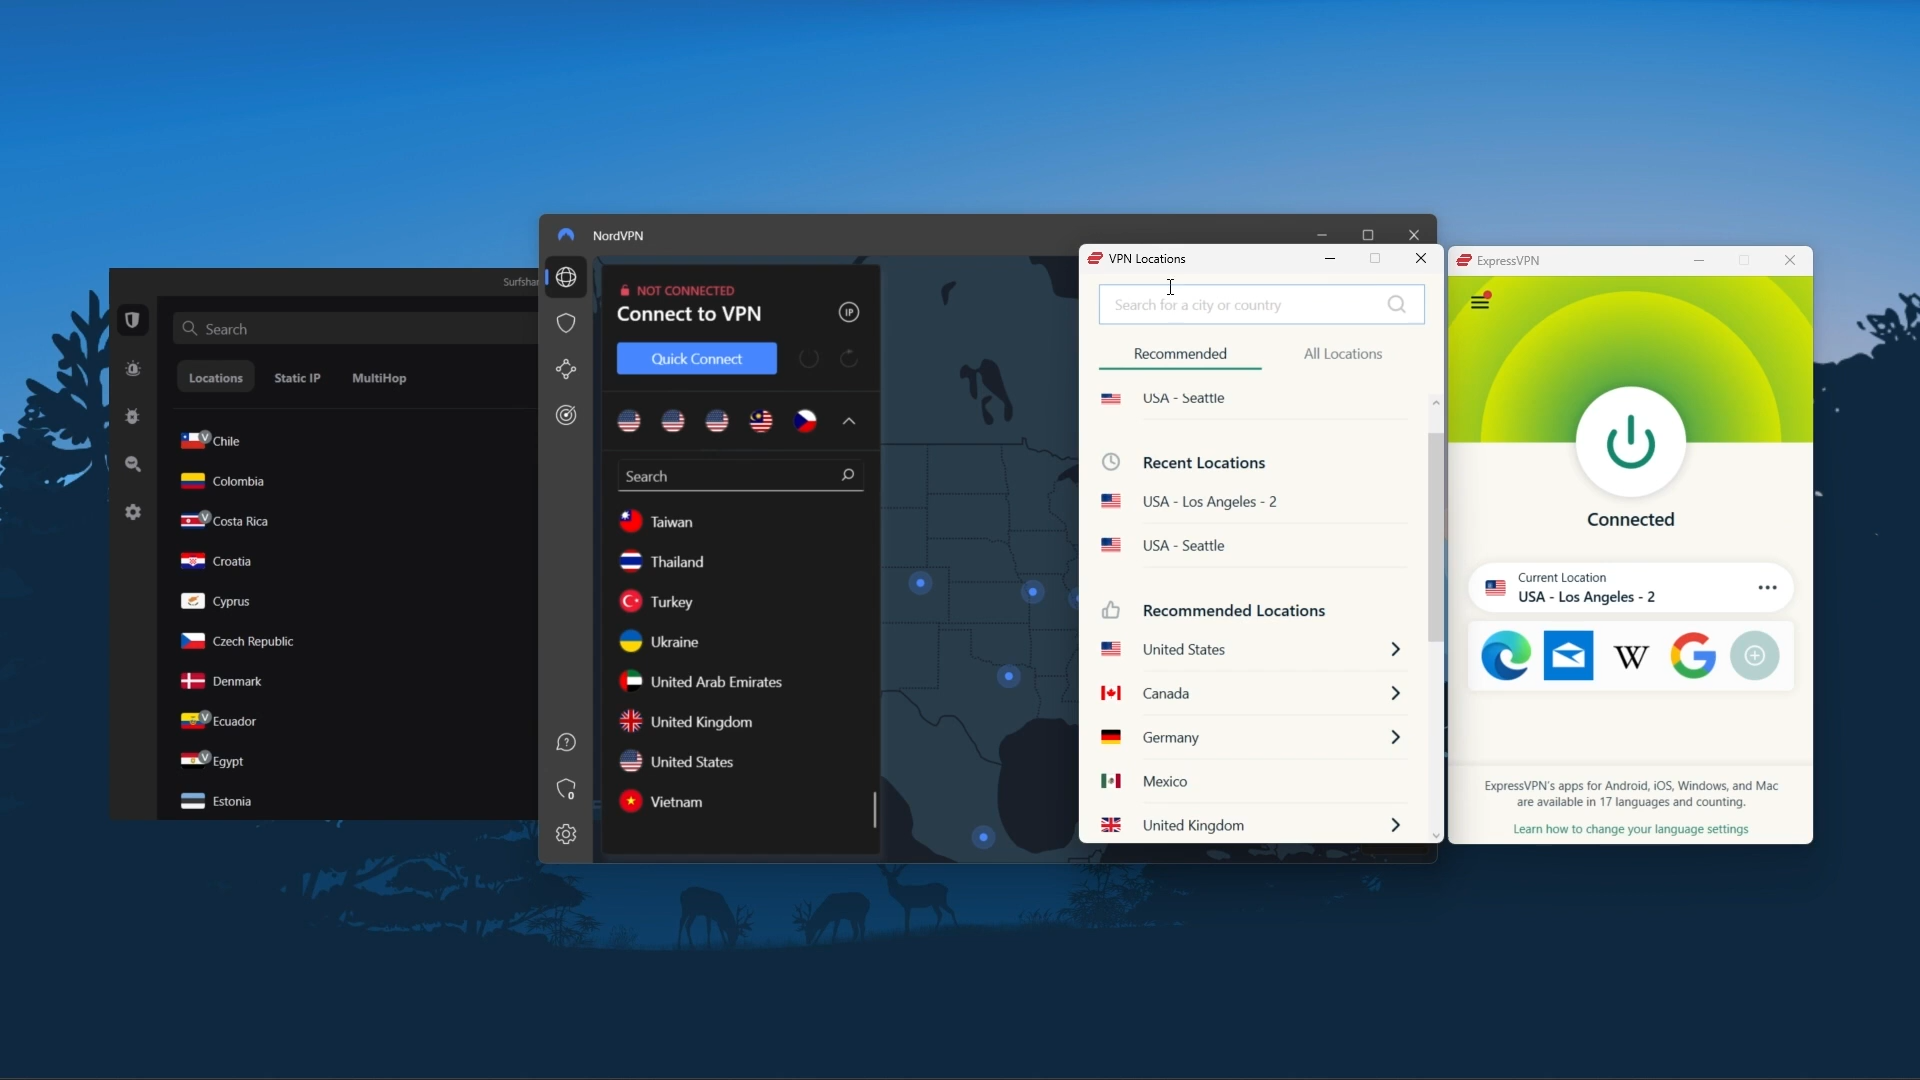 Surfshar
Search
Locations
Static IP
MultiHop
V Chile
Colombia
V Costa Rica
Croatia
Cyprus
Czech Republic
Denmark
V Ecuador
V Egypt
Estonia
NordVPN
NOT CONNECTED
Connect to VPN
IP
Quick Connect
Search
Taiwan
Thailand
Turkey
Ukraine
United Arab Emirates
United Kingdom
United States
Vietnam
?
0
VPN Locations
Search for a city or country
Recommended
All Locations
USA - Seattle
Recent Locations
USA - Los Angeles - 2
USA - Seattle
Recommended Locations
United States
Canada
Germany
Mexico
United Kingdom
ExpressVPN
Connected
Current Location
USA - Los Angeles - 2
W G
ExpressVPN's apps for Android, iOS, Windows, and Mac
are available in 17 languages and counting.
Learn how to change your language settings